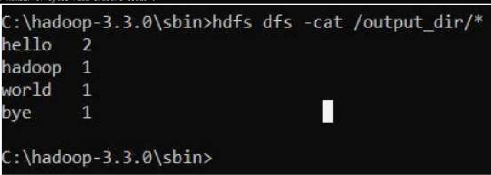 C:\hadoop-3.3.0\sbin>hdfs dfs -cat /output_dir/*
hello 2
hadoop 1
world 1
bye 1
C:\hadoop-3.3.0\sbin>